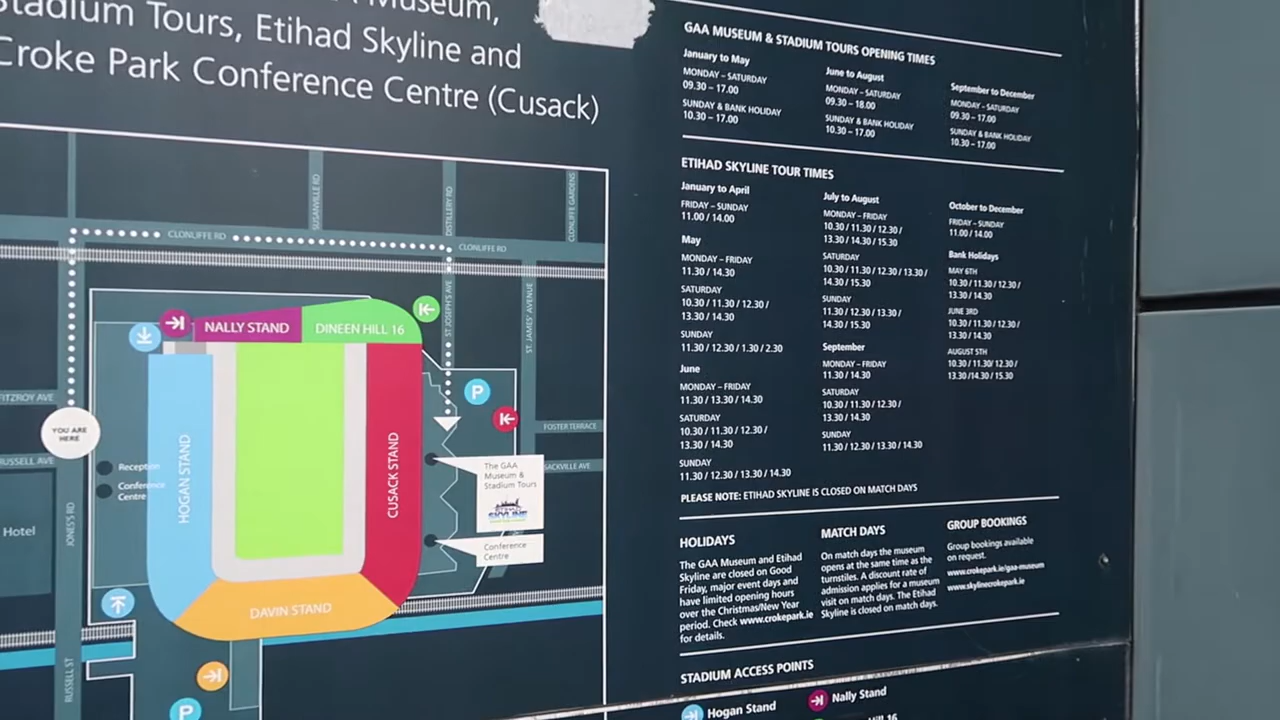 Museum,
Stadium Tours, Etihad Skyline and
Croke Park Conference Centre (Cusack)
SUSANVILLE RD
DISTILLERY RD
CLONLIFFE GARDENS
CLONLIFFE RD
CLONLIFFE RD
ST JOSEPH'S AVE
ST. JAMES' AVENUE
NALLY STAND
DINEEN HILL 16
P
FITZROY AVE
YOU ARE
HERE
RUSSELL AVE
FOSTER TERRACE
SACKVILLE AVE
Reception
Conference
Centre
HOGAN STAND
CUSACK STAND
The GAA
Museum &
Stadium Tours
SKYLINE
Conference
Centre
Hotel
JONES'S RD
DAVIN STAND
RUSSELL ST
P
GAA MUSEUM & STADIUM TOURS OPENING TIMES
January to May
MONDAY – SATURDAY
09.30 – 17.00
SUNDAY & BANK HOLIDAY
10.30 – 17.00
June to August
MONDAY – SATURDAY
09.30 – 18.00
SUNDAY & BANK HOLIDAY
10.30 – 17.00
September to December
MONDAY – SATURDAY
09.30 – 17.00
SUNDAY & BANK HOLIDAY
10.30 – 17.00
ETIHAD SKYLINE TOUR TIMES
January to April
FRIDAY – SUNDAY
11.00 / 14.00
May
MONDAY – FRIDAY
11.30 / 14.30
SATURDAY
10.30 / 11.30 / 12.30 /
13.30 / 14.30
SUNDAY
11.30 / 12.30 / 1.30 / 2.30
June
MONDAY – FRIDAY
11.30 / 13.30 / 14.30
SATURDAY
10.30 / 11.30 / 12.30 /
13.30 / 14.30
SUNDAY
11.30 / 12.30 / 13.30 / 14.30
July to August
MONDAY – FRIDAY
10.30 / 11.30 / 12.30 /
13.30 / 14.30 / 15.30
SATURDAY
10.30 / 11.30 / 12.30 / 13.30 /
14.30 / 15.30
SUNDAY
11.30 / 12.30 / 13.30 /
14.30 / 15.30
September
MONDAY – FRIDAY
11.30 / 14.30
SATURDAY
10.30 / 11.30 / 12.30 /
13.30 / 14.30
SUNDAY
11.30 / 12.30 / 13.30 / 14.30
October to December
FRIDAY – SUNDAY
11.00 / 14.00
Bank Holidays
MAY 6TH
10.30 / 11.30 / 12.30 /
13.30 / 14.30
JUNE 3RD
10.30 / 11.30 / 12.30 /
13.30 / 14.30
AUGUST 5TH
10.30 / 11.30/ 12.30 /
13.30 /14.30 / 15.30
PLEASE NOTE: ETIHAD SKYLINE IS CLOSED ON MATCH DAYS
HOLIDAYS
The GAA Museum and Etihad
Skyline are closed on Good
Friday, major event days and
have limited opening hours
over the Christmas/New Year
period. Check www.crokepark.ie
for details.
MATCH DAYS
On match days the museum
opens at the same time as the
turnstiles. A discount rate of
admission applies for a museum
visit on match days. The Etihad
Skyline is closed on match days.
GROUP BOOKINGS
Group bookings available
on request.
www.crokepark.ie/gaa-museum
www.skylinecrokepark.ie
STADIUM ACCESS POINTS
Hogan Stand
Nally Stand
Hill 16